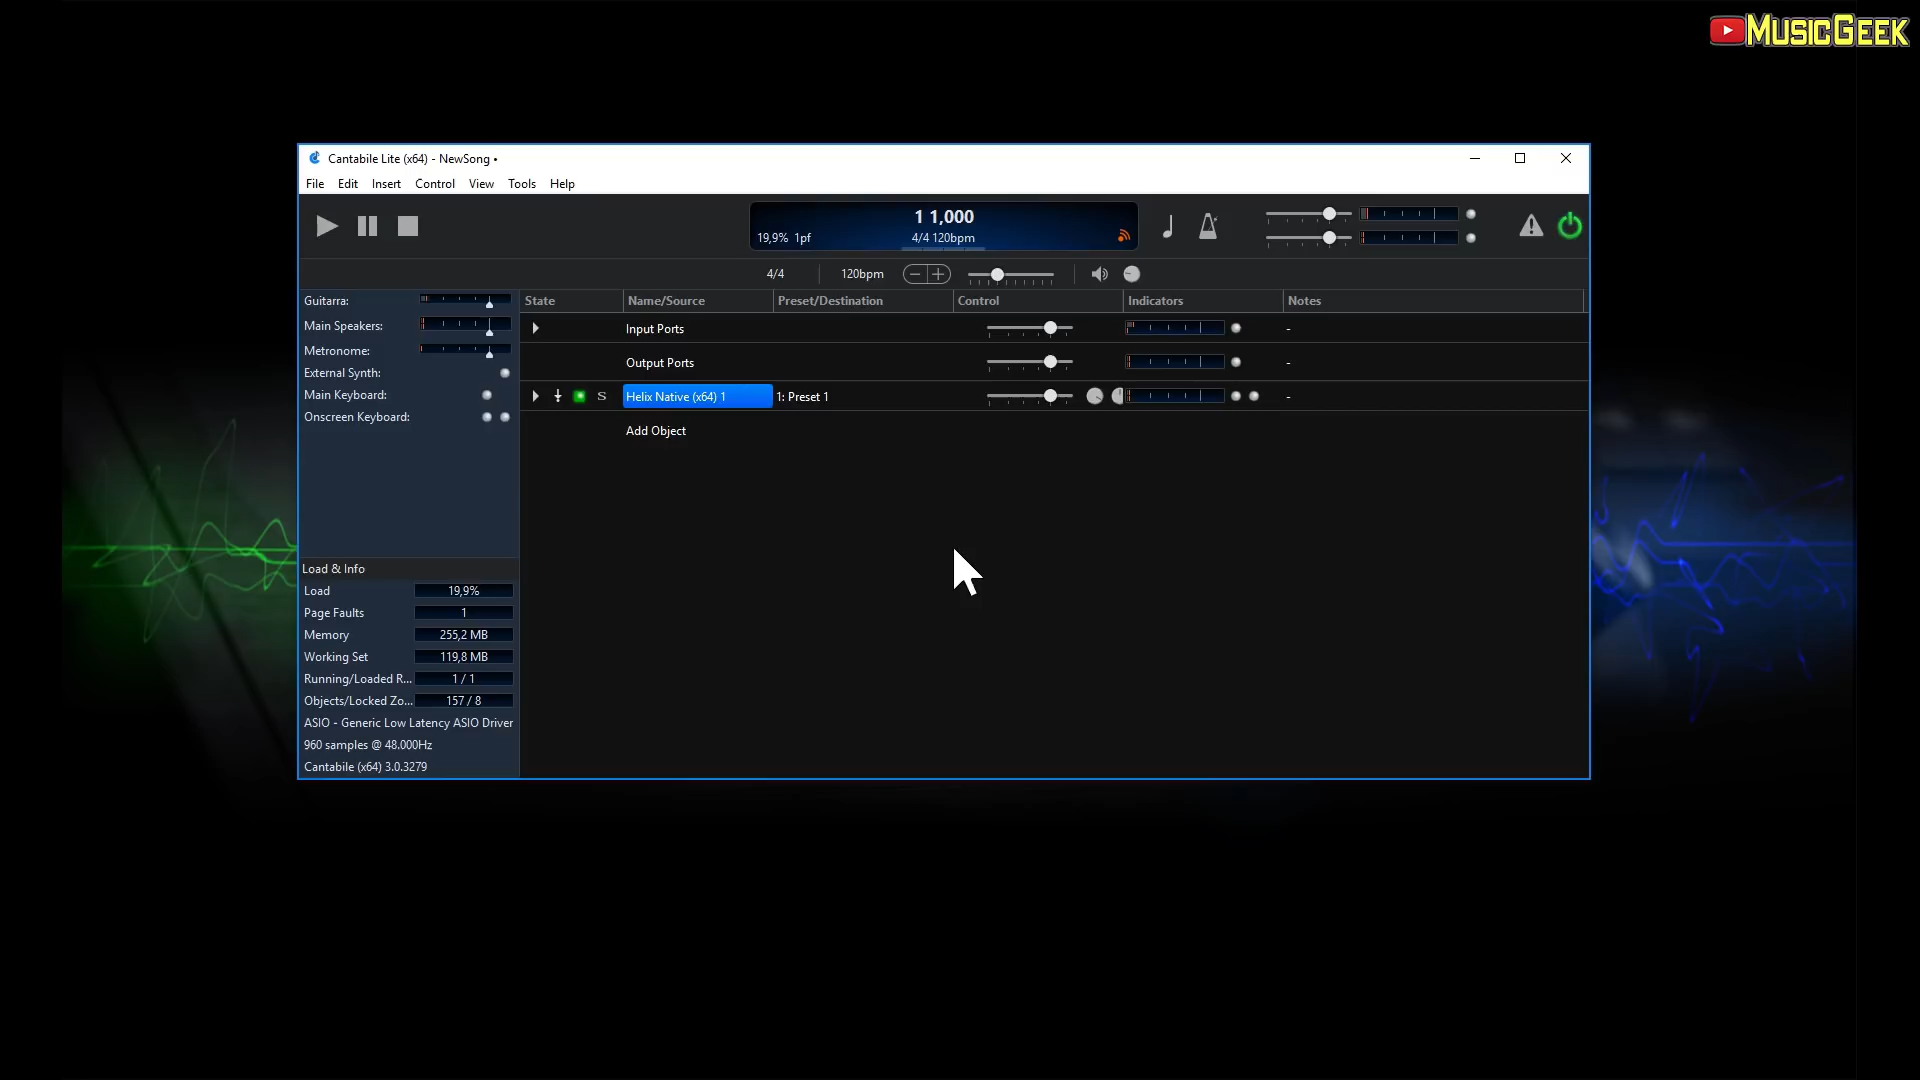 MusicGeek
Cantabile Lite (x64) - NewSong •
File Edit Insert Control View Tools Help
1 1,000
19,9% 1pf 4/4 120bpm
4/4 120bpm
Guitarra:
Main Speakers:
Metronome:
External Synth:
Main Keyboard:
Onscreen Keyboard:
State Name/Source Preset/Destination Control Indicators Notes
Input Ports -
Output Ports -
S Helix Native (x64) 1 1: Preset 1 -
Add Object
Load & Info
Load 19,9%
Page Faults 1
Memory 255,2 MB
Working Set 119,8 MB
Running/Loaded R... 1 / 1
Objects/Locked Zo... 157 / 8
ASIO - Generic Low Latency ASIO Driver
960 samples @ 48.000Hz
Cantabile (x64) 3.0.3279